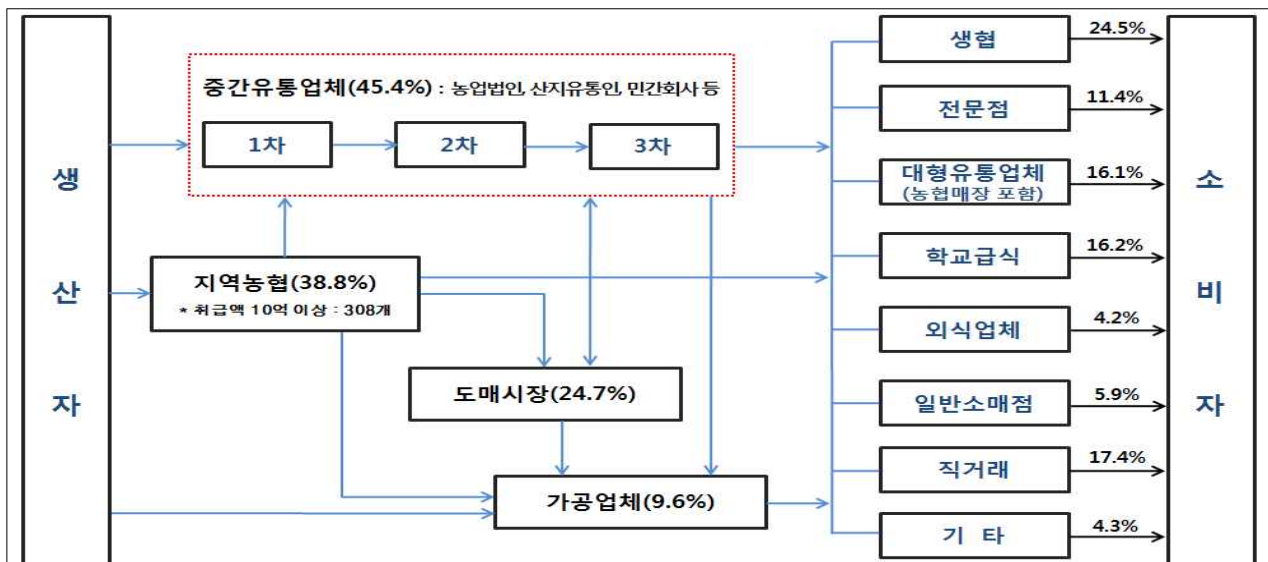 생산자
중간유통업체(45.4%) : 농업법인, 산지유통인, 민간회사 등
1차
2차
3차
지역농협(38.8%)
* 취급액 10억 이상 : 308개
도매시장(24.7%)
가공업체(9.6%)
생협
24.5%
전문점
11.4%
대형유통업체
(농협매장 포함)
16.1%
학교급식
16.2%
외식업체
4.2%
일반소매점
5.9%
직거래
17.4%
기 타
4.3%
소비자